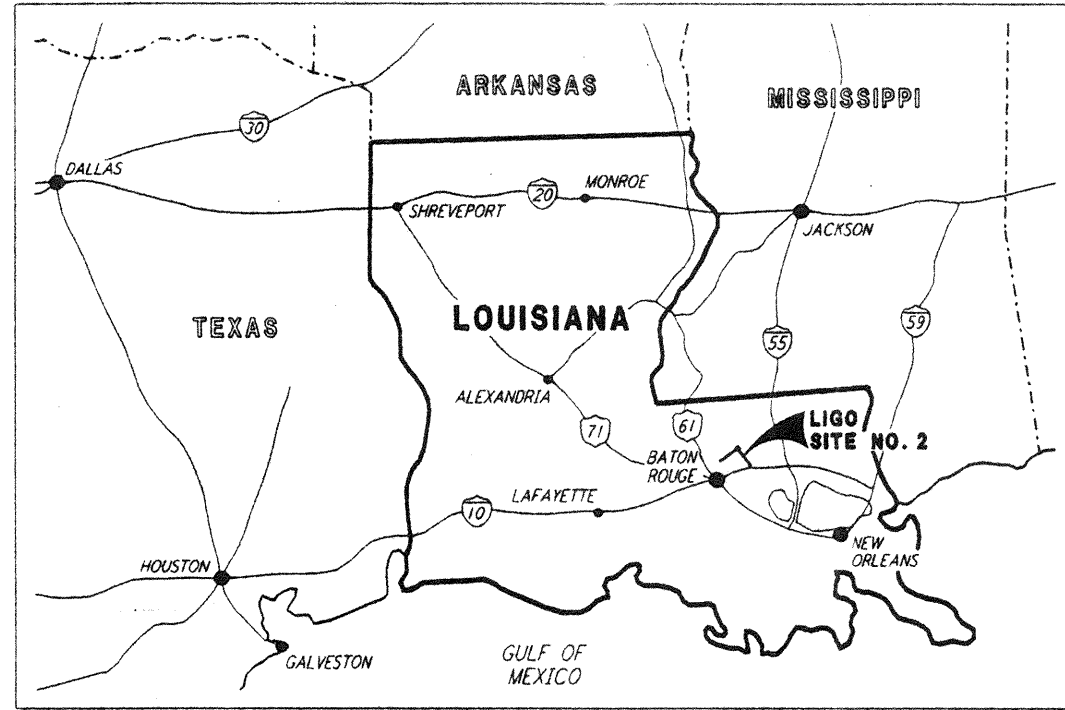 ARKANSAS
MISSISSIPPI
30
DALLAS
MONROE
20
SHREVEPORT
JACKSON
LOUISIANA
TEXAS
59
55
ALEXANDRIA
71
61
LIGO
SITE NO. 2
BATON
ROUGE
LAFAYETTE
10
NEW
ORLEANS
HOUSTON
GALVESTON
GULF OF
MEXICO